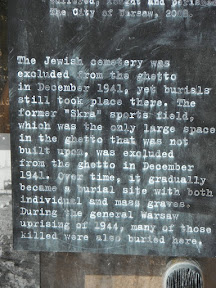 suffered, fought and perished.
The City of Warsaw, 2008.
The Jewish cemetery was
excluded from the ghetto
in December 1941, yet burials
still took place there. The
former "Skra" sports field,
which was the only large space
in the ghetto that was not
built upon, was excluded
from the ghetto in December
1941. Over time, it gradually
became a burial site with both
individual and mass graves.
During the general Warsaw
uprising of 1944, many of those
killed were also buried here.